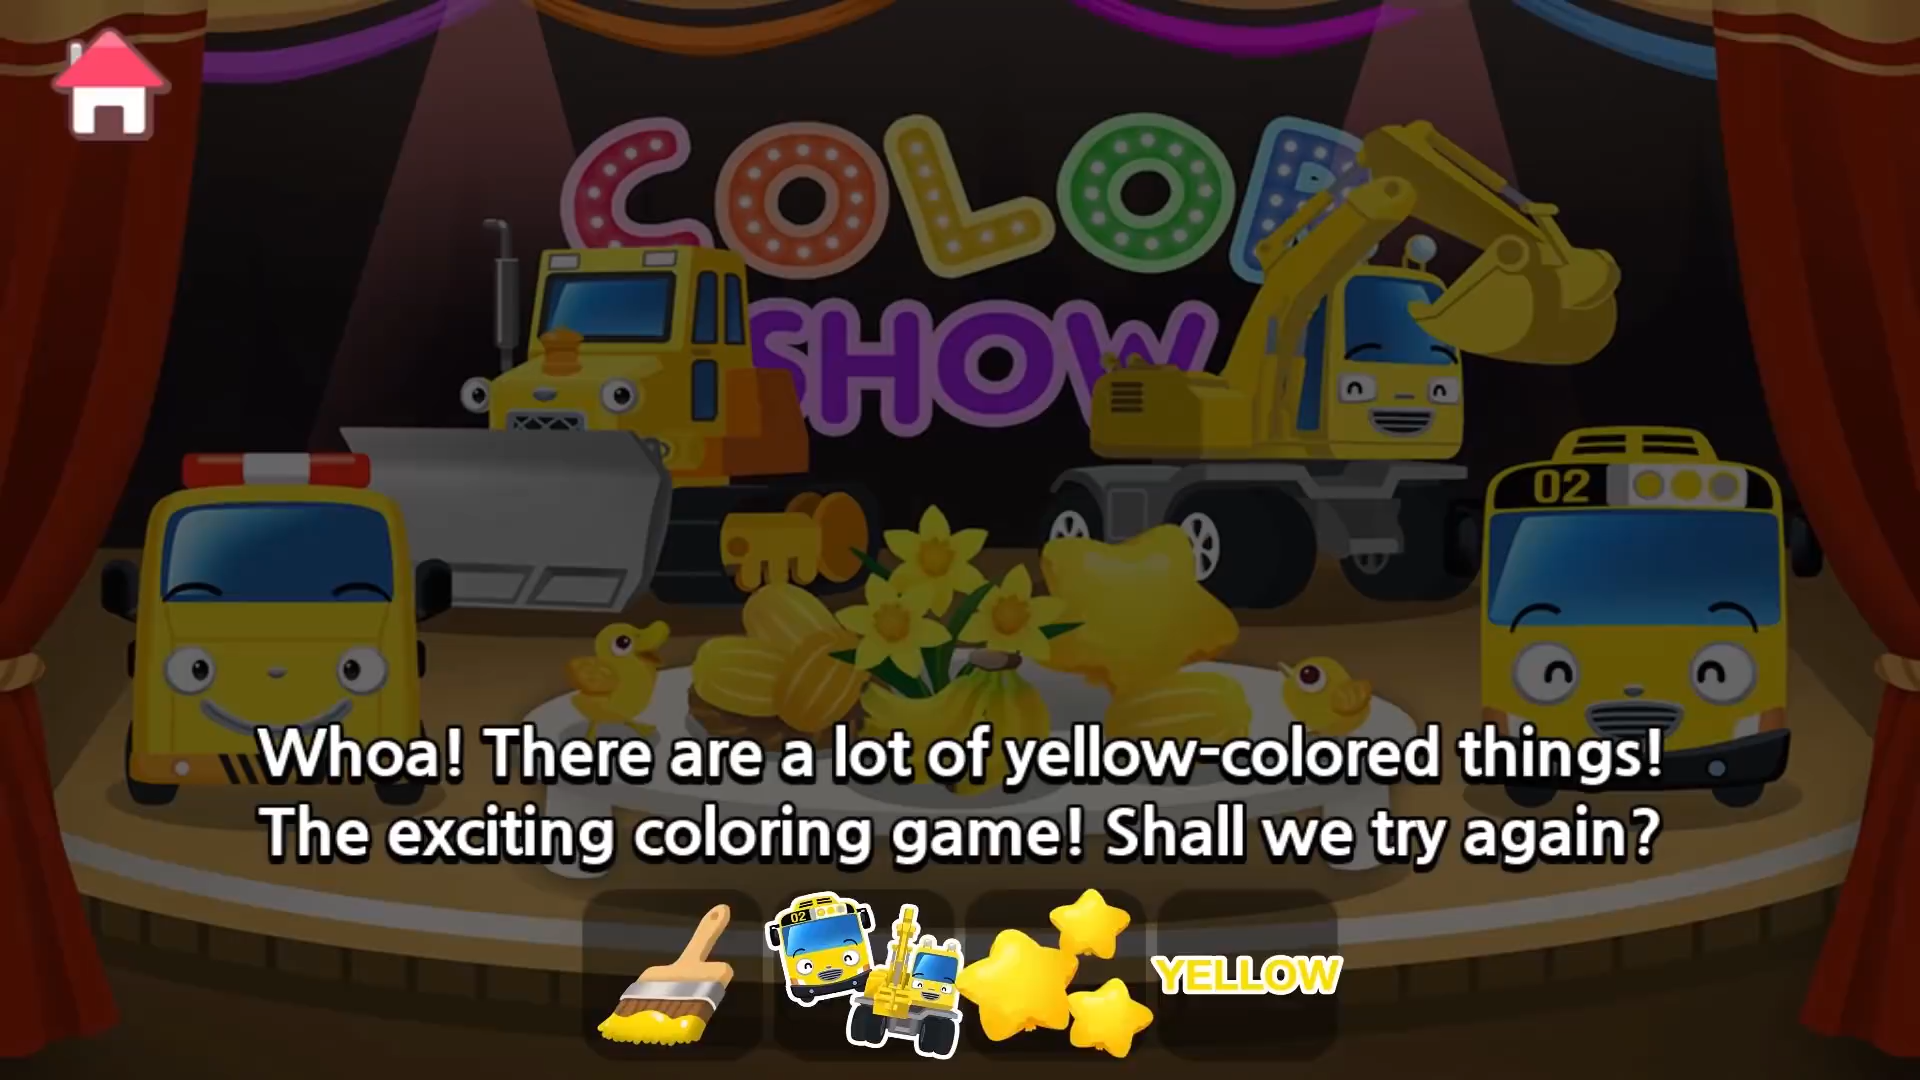 COLOR
SHOW
02
Whoa! There are a lot of yellow-colored things!
The exciting coloring game! Shall we try again?
02
YELLOW